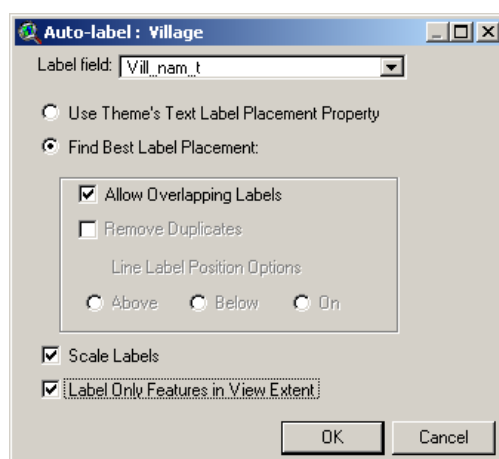 Auto-label : Village
Label field: Vill_nam_t
Use Theme's Text Label Placement Property
Find Best Label Placement:
Allow Overlapping Labels
Remove Duplicates
Line Label Position Options
Above Below On
Scale Labels
Label Only Features in View Extent
OK Cancel